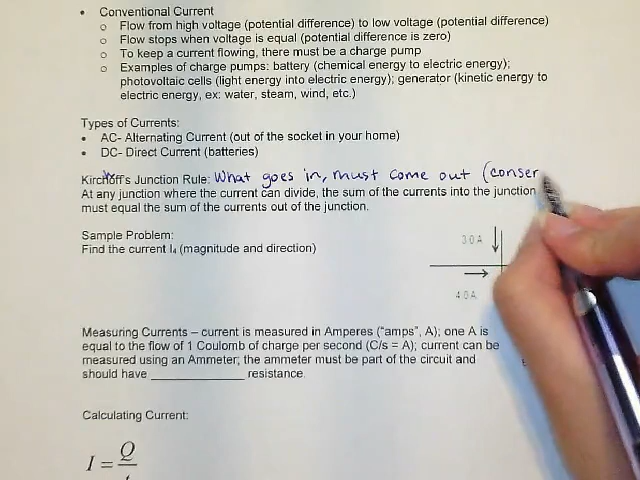 • Conventional Current
o Flow from high voltage (potential difference) to low voltage (potential difference)
o Flow stops when voltage is equal (potential difference is zero)
o To keep a current flowing, there must be a charge pump
o Examples of charge pumps: battery (chemical energy to electric energy);
photovoltaic cells (light energy into electric energy); generator (kinetic energy to
electric energy, ex: water, steam, wind, etc.)
Types of Currents:
• AC- Alternating Current (out of the socket in your home)
• DC- Direct Current (batteries)
Kirchhoff's Junction Rule: What goes in, must come out (conser
At any junction where the current can divide, the sum of the currents into the junction
must equal the sum of the currents out of the junction.
Sample Problem:
Find the current I₄ (magnitude and direction)
3.0 A
4.0 A
Measuring Currents – current is measured in Amperes ("amps", A); one A is
equal to the flow of 1 Coulomb of charge per second (C/s = A); current can be
measured using an Ammeter; the ammeter must be part of the circuit and
should have _______________ resistance.
Calculating Current:
I = Q